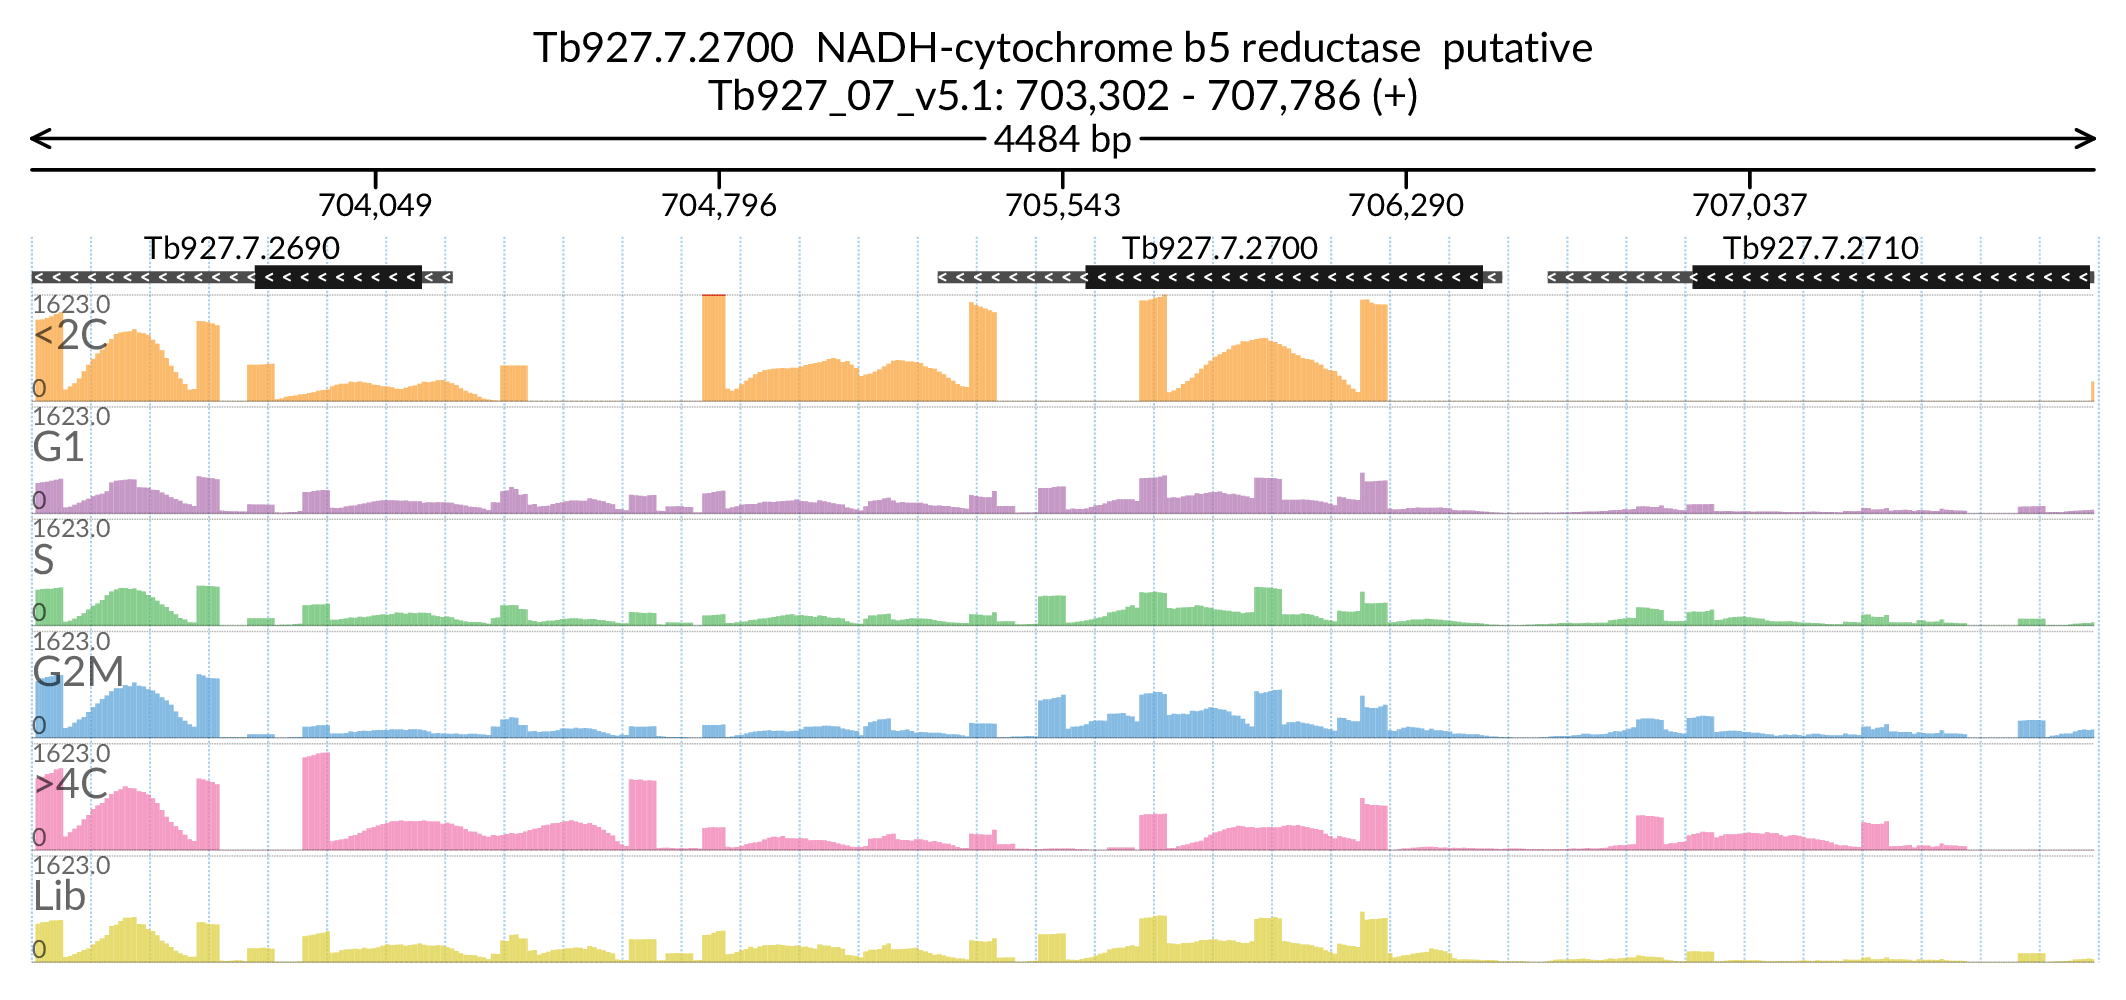 Tb927.7.2700 NADH-cytochrome b5 reductase putative
Tb927_07_v5.1: 703,302 - 707,786 (+)
4484 bp
704,049 704,796 705,543 706,290 707,037
Tb927.7.2690 Tb927.7.2700 Tb927.7.2710
1623.0
<2C
0
1623.0
G1
0
1623.0
S
0
1623.0
G2M
0
1623.0
>4C
0
1623.0
Lib
0